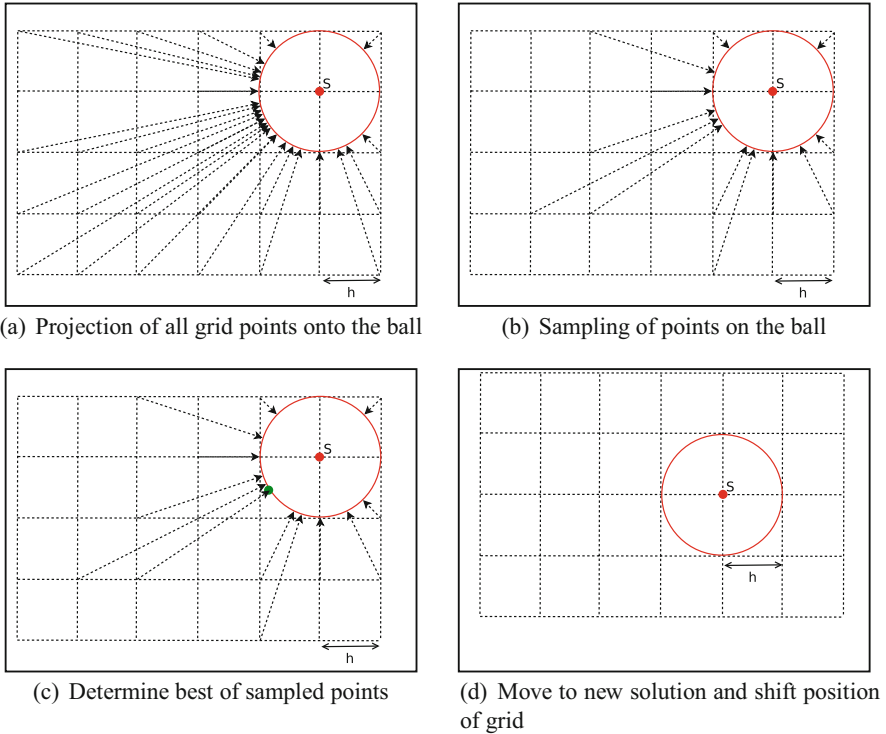 S
h
(a) Projection of all grid points onto the ball
S
h
(b) Sampling of points on the ball
S
h
(c) Determine best of sampled points
S
h
(d) Move to new solution and shift position
of grid